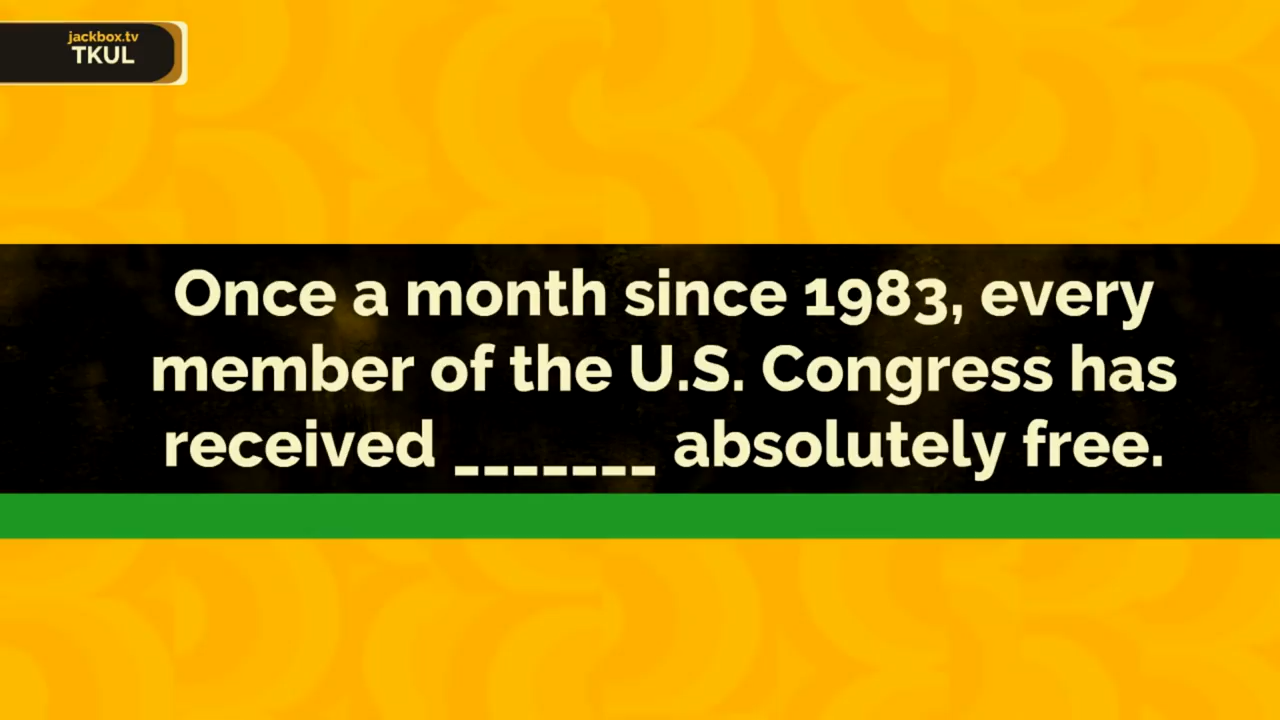 jackbox.tv
TKUL
Once a month since 1983, every
member of the U.S. Congress has
received _______ absolutely free.